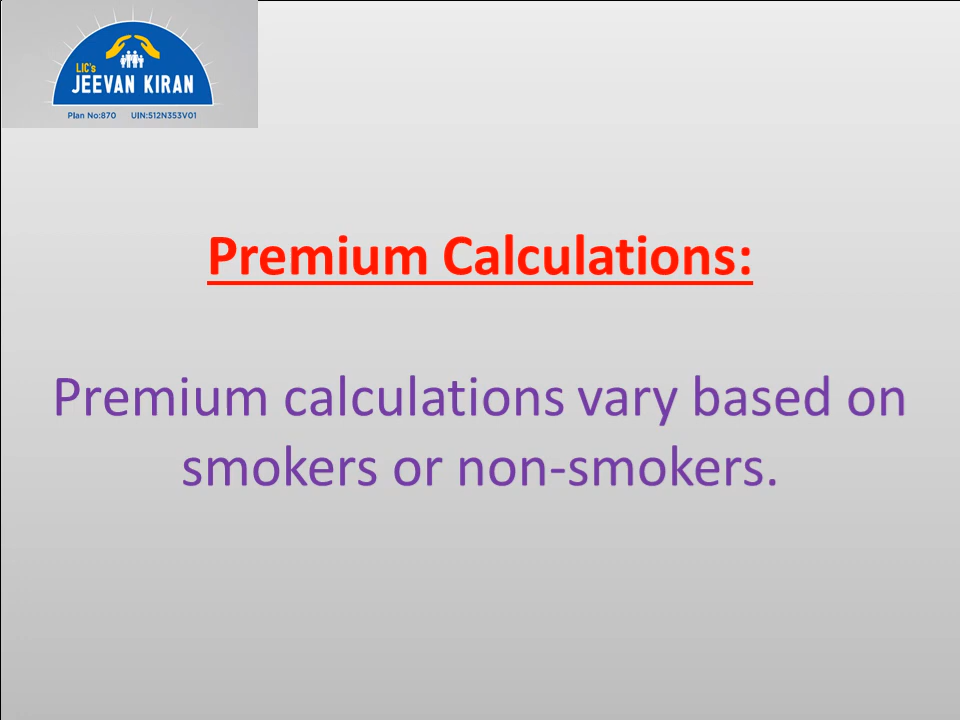 LIC's
JEEVAN KIRAN
Plan No:870 UIN:512N353V01
Premium Calculations:
Premium calculations vary based on
smokers or non-smokers.